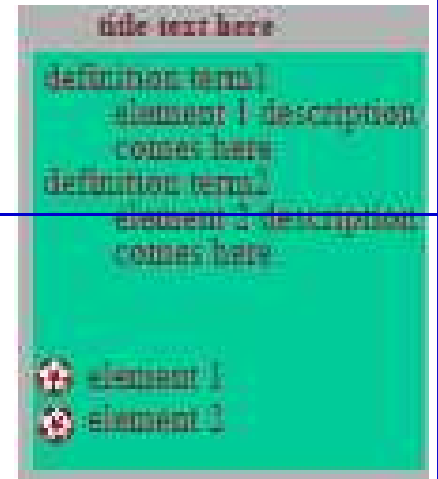 title text here
definition term1
element 1 description
comes here
definition term2
element 2 description
comes here
element 1
element 2